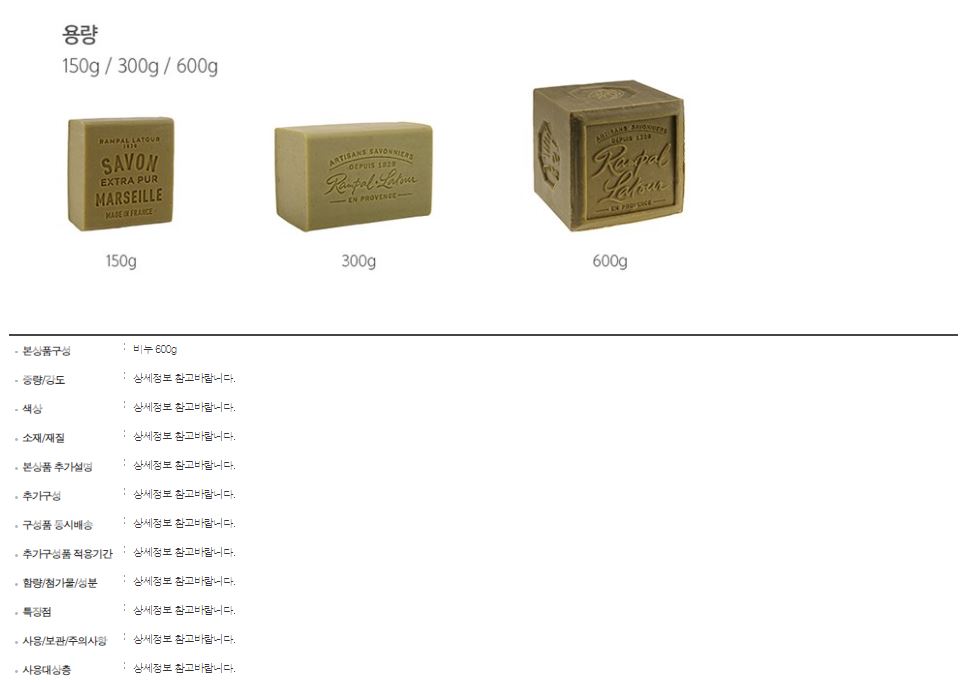 용량
150g / 300g / 600g
RAMPAL LATOUR
1828
SAVON
EXTRA PUR
MARSEILLE
MADE IN FRANCE
ARTISANS SAVONNIERS
DEPUIS 1828
Rampal Latour
EN PROVENCE
ARTISANS SAVONNIERS
DEPUIS 1828
Rampal
Latour
EN PROVENCE
150g
300g
600g
- 본상품구성 : 비누 600g
- 중량/강도 : 상세정보 참고바랍니다.
- 색상 : 상세정보 참고바랍니다.
- 소재/재질 : 상세정보 참고바랍니다.
- 본상품 추가설명 : 상세정보 참고바랍니다.
- 추가구성 : 상세정보 참고바랍니다.
- 구성품 동시배송 : 상세정보 참고바랍니다.
- 추가구성품 적용기간 : 상세정보 참고바랍니다.
- 함량/첨가물/성분 : 상세정보 참고바랍니다.
- 특장점 : 상세정보 참고바랍니다.
- 사용/보관/주의사항 : 상세정보 참고바랍니다.
- 사용대상층 : 상세정보 참고바랍니다.